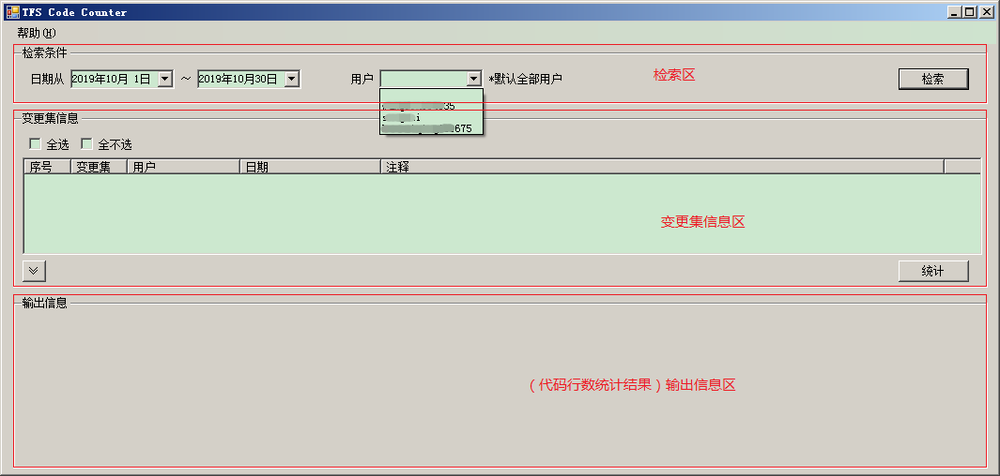 TFS Code Counter
帮助(H)
检索条件
日期从 2019年10月 1日 ~ 2019年10月30日 用户 *默认全部用户 检索区 检索
35
675
变更集信息
全选 全不选
序号 变更集 用户 日期 注释
变更集信息区
统计
输出信息
(代码行数统计结果)输出信息区